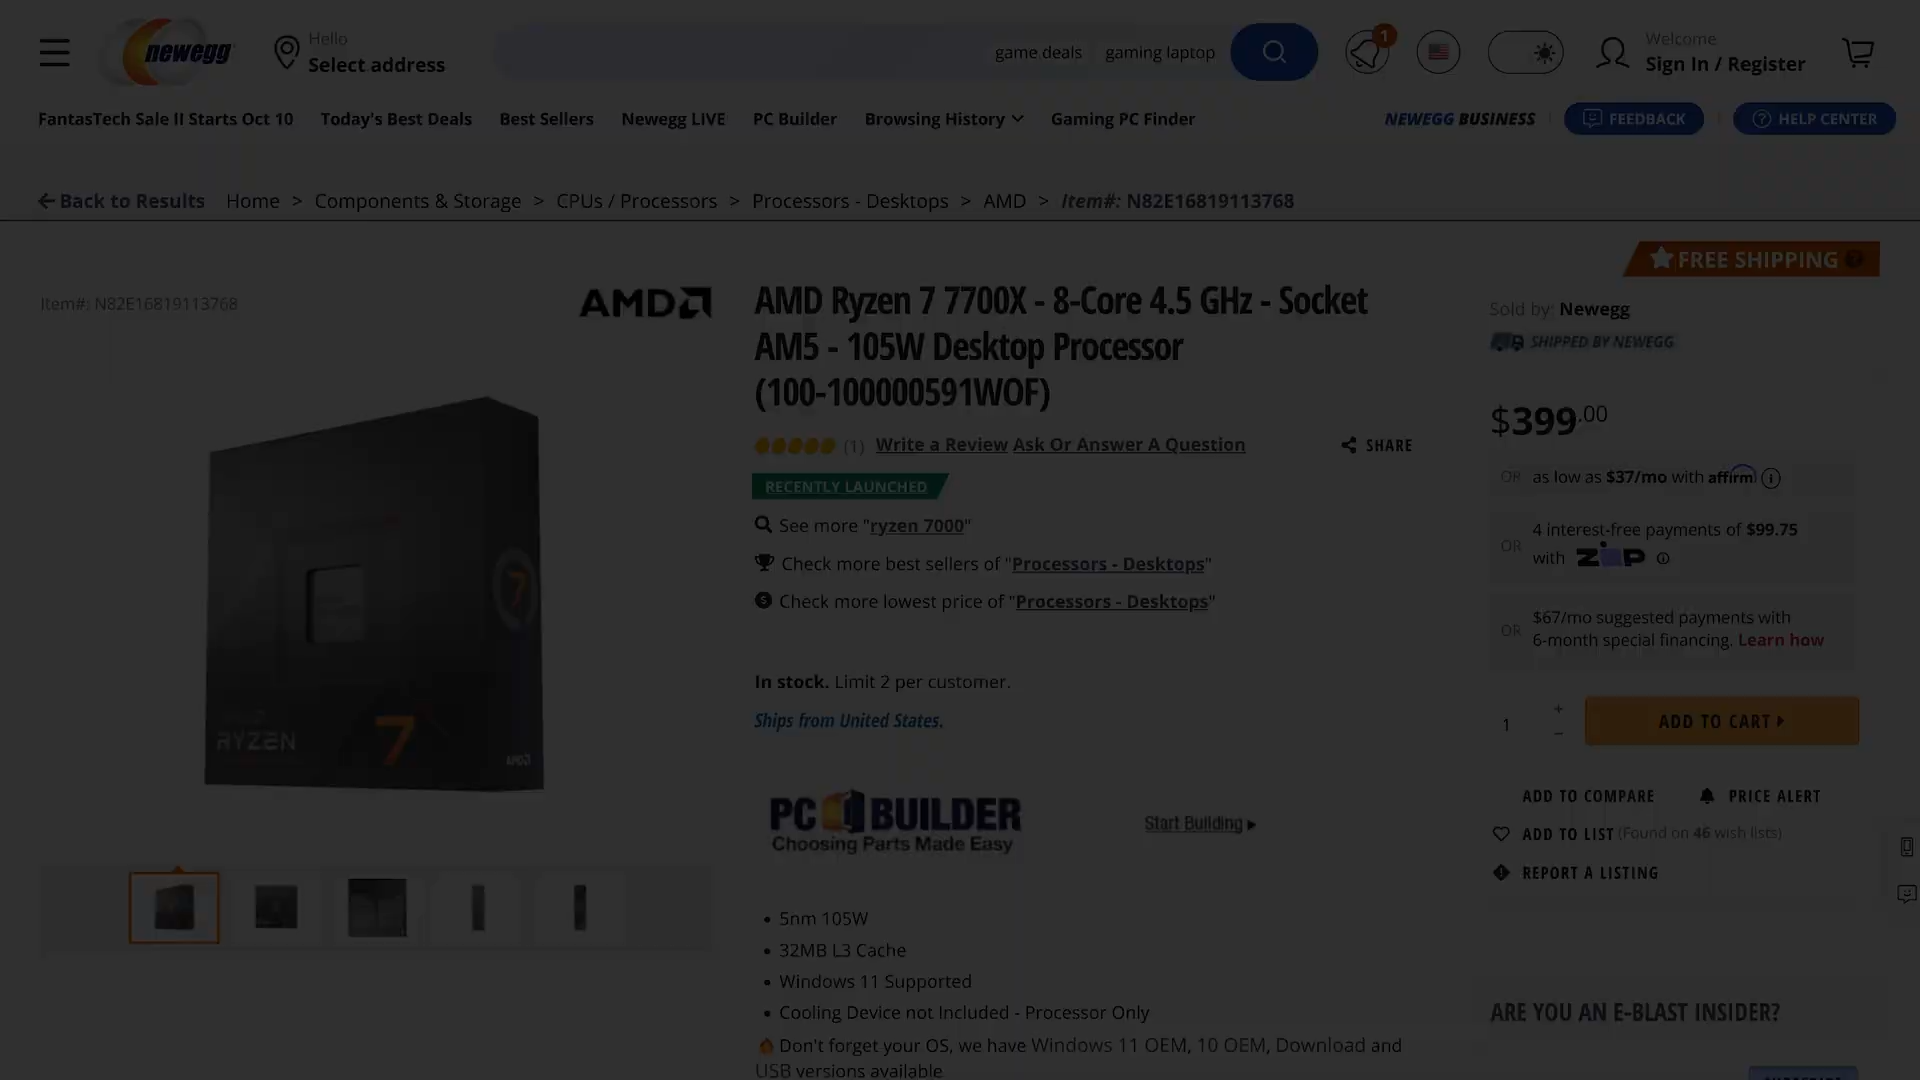 newegg
Hello
Select address
game deals
gaming laptop
1
Welcome
Sign In / Register
FantasTech Sale II Starts Oct 10
Today's Best Deals
Best Sellers
Newegg LIVE
PC Builder
Browsing History
Gaming PC Finder
NEWEGG BUSINESS
FEEDBACK
HELP CENTER
Back to Results
Home > Components & Storage > CPUs / Processors > Processors - Desktops > AMD > Item#: N82E16819113768
FREE SHIPPING
Item#: N82E16819113768
AMD
AMD Ryzen 7 7700X - 8-Core 4.5 GHz - Socket
AM5 - 105W Desktop Processor
(100-100000591WOF)
(1) Write a Review Ask Or Answer A Question
SHARE
RECENTLY LAUNCHED
See more "ryzen 7000"
Check more best sellers of "Processors - Desktops"
Check more lowest price of "Processors - Desktops"
In stock. Limit 2 per customer.
Ships from United States.
7
RYZEN
7
AMD
PC BUILDER
Choosing Parts Made Easy
Start Building
5nm 105W
32MB L3 Cache
Windows 11 Supported
Cooling Device not Included - Processor Only
Don't forget your OS, we have Windows 11 OEM, 10 OEM, Download and
USB versions available
Sold by: Newegg
SHIPPED BY NEWEGG
$399.00
OR as low as $37/mo with affirm
OR 4 interest-free payments of $99.75
with ZIP
OR $67/mo suggested payments with
6-month special financing. Learn how
1
ADD TO CART
ADD TO COMPARE
PRICE ALERT
ADD TO LIST (Found on 46 wish lists)
REPORT A LISTING
ARE YOU AN E-BLAST INSIDER?